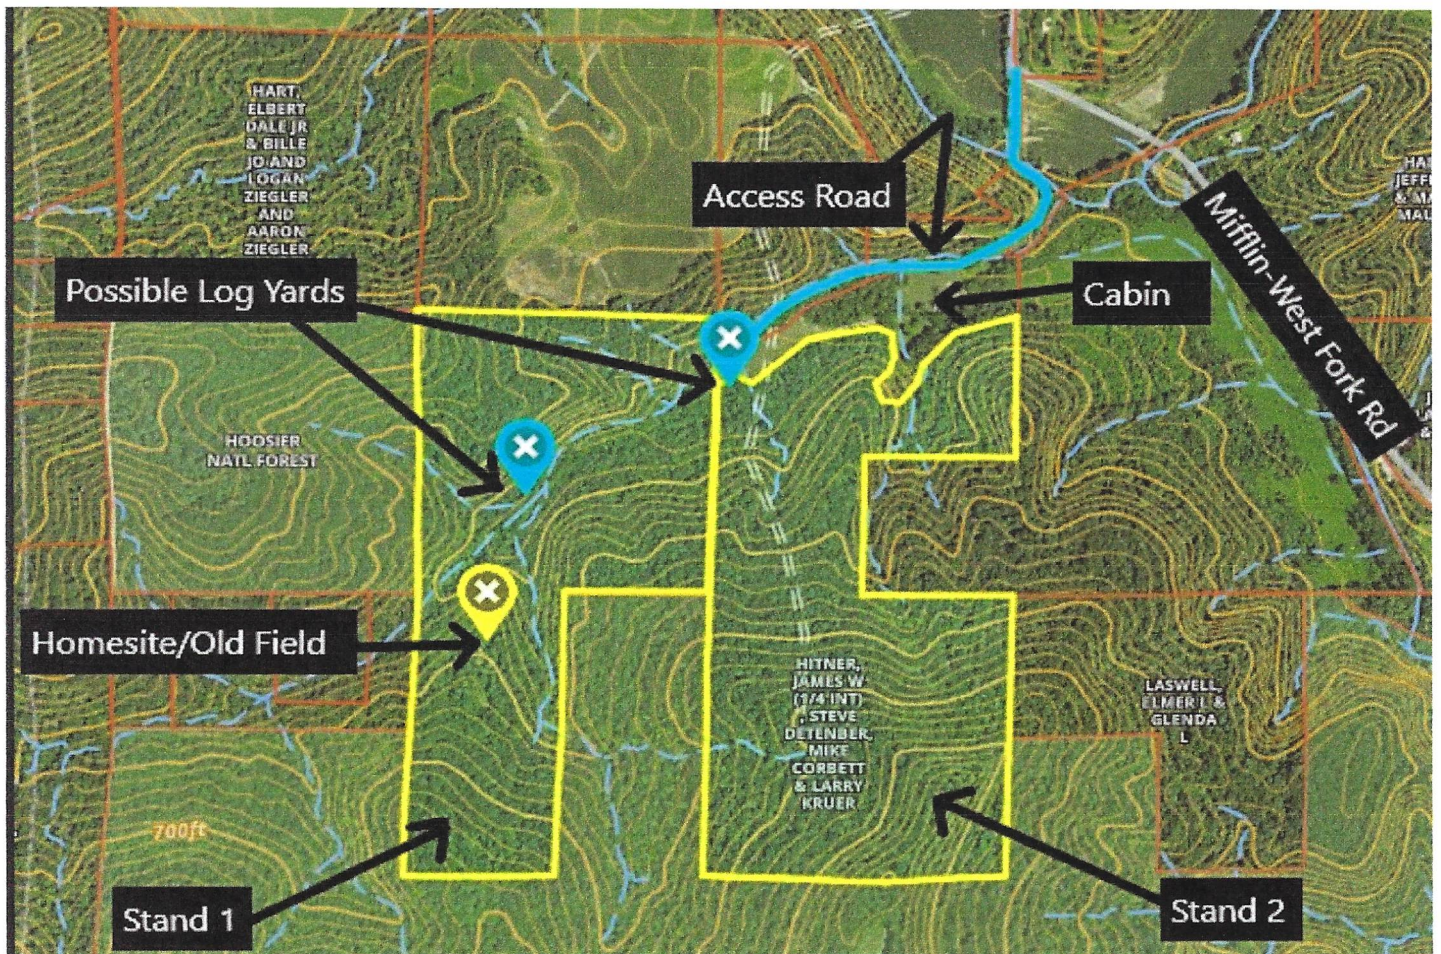 HART,
ELBERT
DALE JR
& BILLE
JO AND
LOGAN
ZIEGLER
AND
AARON
ZIEGLER
Access Road
Mifflin-West Fork Rd
Possible Log Yards
Cabin
HOOSIER
NATL FOREST
Homesite/Old Field
HITNER,
JAMES W
(1/4 INT)
, STEVE
DETENBER,
MIKE
CORBETT
& LARRY
KRUER
LASWELL,
ELMER L &
GLENDA
L
700ft
Stand 1
Stand 2